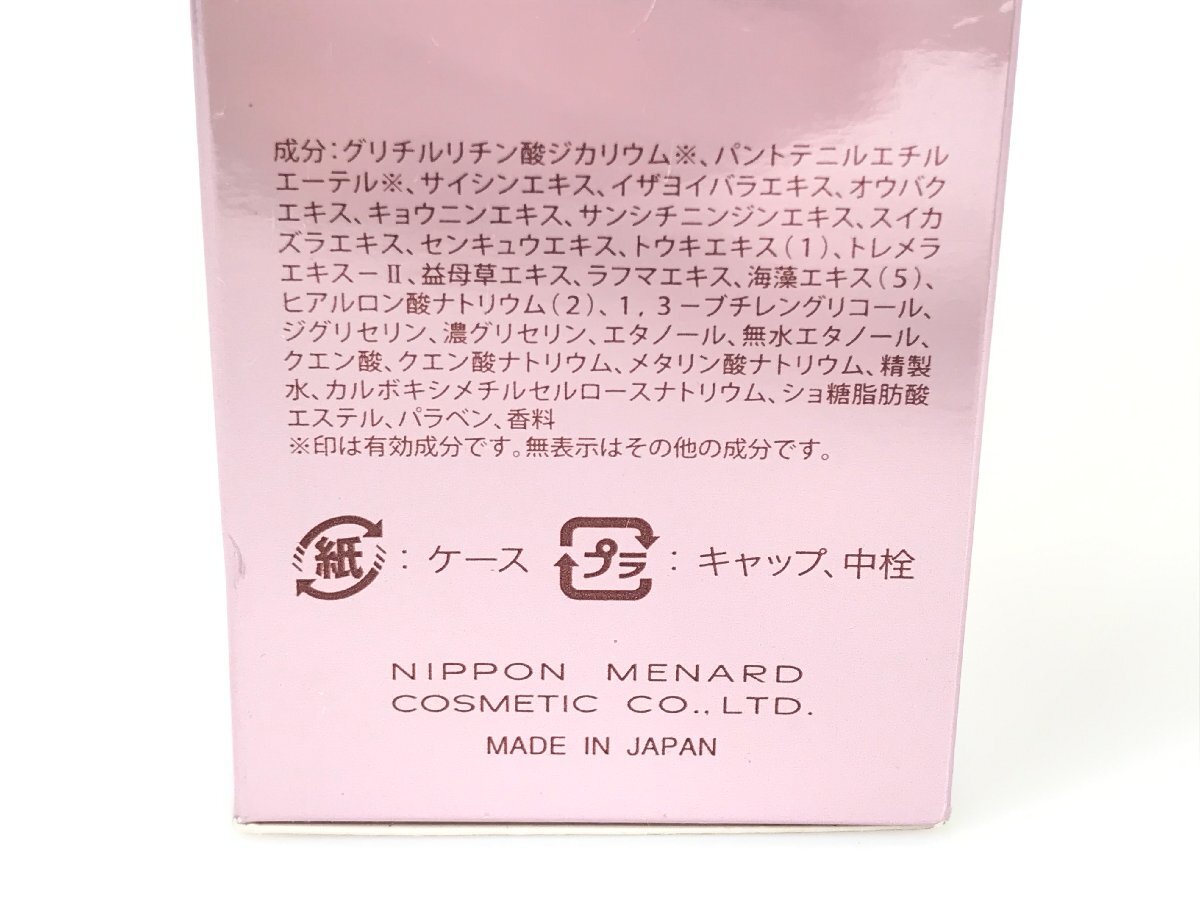 成分：グリチルリチン酸ジカリウム※、パントテニルエチル
エーテル※、サイシンエキス、イザヨイバラエキス、オウバク
エキス、キョウニンエキス、サンシチニンジンエキス、スイカ
ズラエキス、センキュウエキス、トウキエキス（1）、トレメラ
エキス－Ⅱ、益母草エキス、ラフマエキス、海藻エキス（5）、
ヒアルロン酸ナトリウム（2）、1，3－ブチレングリコール、
ジグリセリン、濃グリセリン、エタノール、無水エタノール、
クエン酸、クエン酸ナトリウム、メタリン酸ナトリウム、精製
水、カルボキシメチルセルロースナトリウム、ショ糖脂肪酸
エステル、パラベン、香料
※印は有効成分です。無表示はその他の成分です。
紙：ケース プラ：キャップ、中栓
NIPPON MENARD
COSMETIC CO., LTD.
MADE IN JAPAN